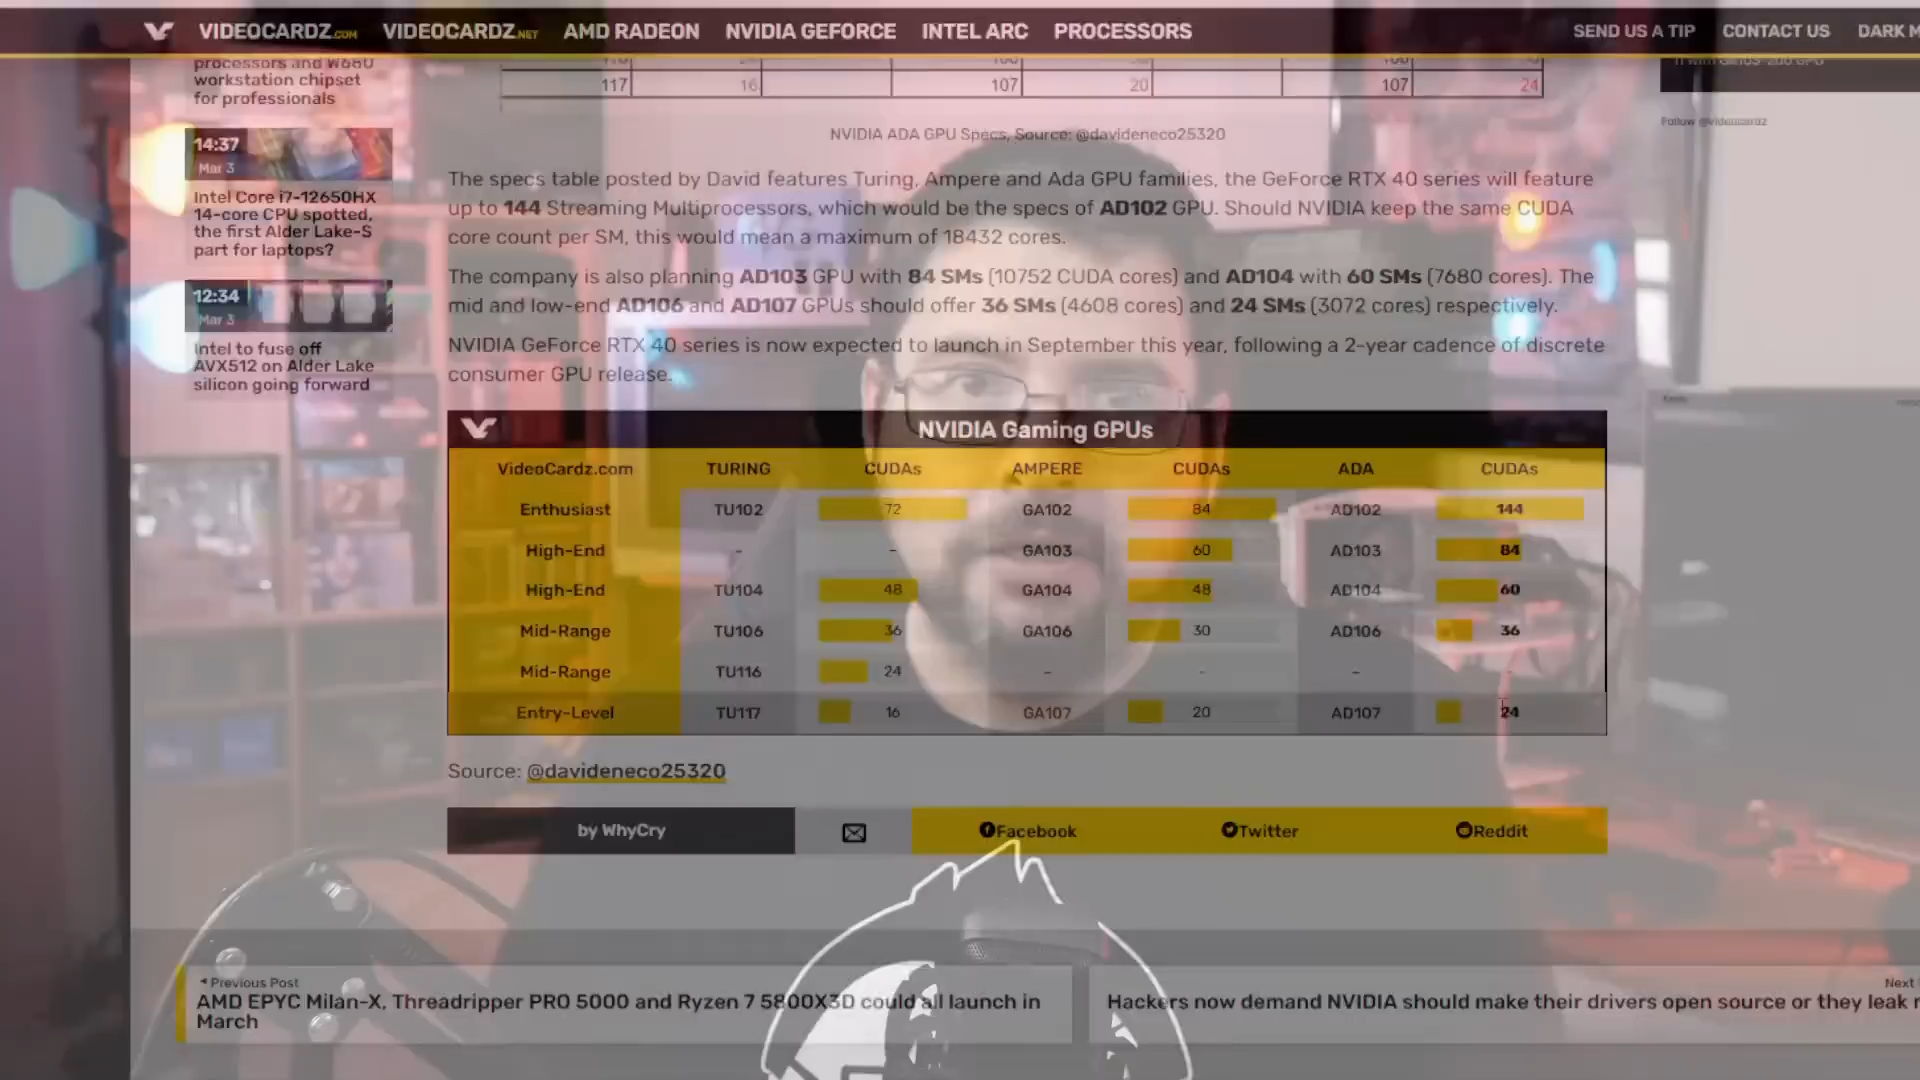 VIDEOCARDZ.COM VIDEOCARDZ.NET AMD RADEON NVIDIA GEFORCE INTEL ARC PROCESSORS SEND US A TIP CONTACT US DARK M
processors and W680
workstation chipset
for professionals
117 16 107 20 107 24
14:37
Mar 3
Intel Core i7-12650HX
14-core CPU spotted,
the first Alder Lake-S
part for laptops?
12:34
Mar 3
Intel to fuse off
AVX512 on Alder Lake
silicon going forward
Follow @videocardz
NVIDIA ADA GPU Specs, Source: @davideneco25320
The specs table posted by David features Turing, Ampere and Ada GPU families, the GeForce RTX 40 series will feature
up to 144 Streaming Multiprocessors, which would be the specs of AD102 GPU. Should NVIDIA keep the same CUDA
core count per SM, this would mean a maximum of 18432 cores.
The company is also planning AD103 GPU with 84 SMs (10752 CUDA cores) and AD104 with 60 SMs (7680 cores). The
mid and low-end AD106 and AD107 GPUs should offer 36 SMs (4608 cores) and 24 SMs (3072 cores) respectively.
NVIDIA GeForce RTX 40 series is now expected to launch in September this year, following a 2-year cadence of discrete
consumer GPU release.
NVIDIA Gaming GPUs
VideoCardz.com TURING CUDAs AMPERE CUDAs ADA CUDAs
Enthusiast TU102 72 GA102 84 AD102 144
High-End - - GA103 60 AD103 84
High-End TU104 48 GA104 48 AD104 60
Mid-Range TU106 36 GA106 30 AD106 36
Mid-Range TU116 24 - - - -
Entry-Level TU117 16 GA107 20 AD107 24
Source: @davideneco25320
by WhyCry Facebook Twitter Reddit
Previous Post
AMD EPYC Milan-X, Threadripper PRO 5000 and Ryzen 7 5800X3D could all launch in
March
Next
Hackers now demand NVIDIA should make their drivers open source or they leak